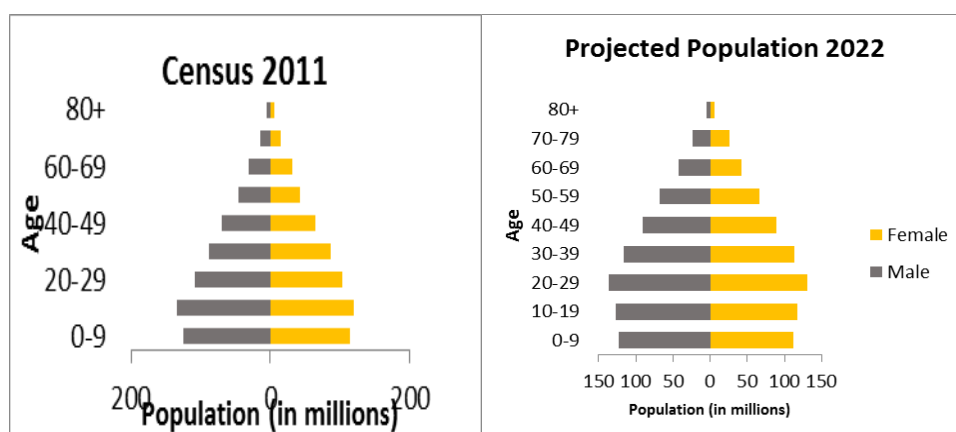 Census 2011
80+
60-69
40-49
20-29
0-9
Age
200 0 200
Population (in millions)
Projected Population 2022
80+
70-79
60-69
50-59
40-49
30-39
20-29
10-19
0-9
Age
150 100 50 0 50 100 150
Population (in millions)
Female
Male